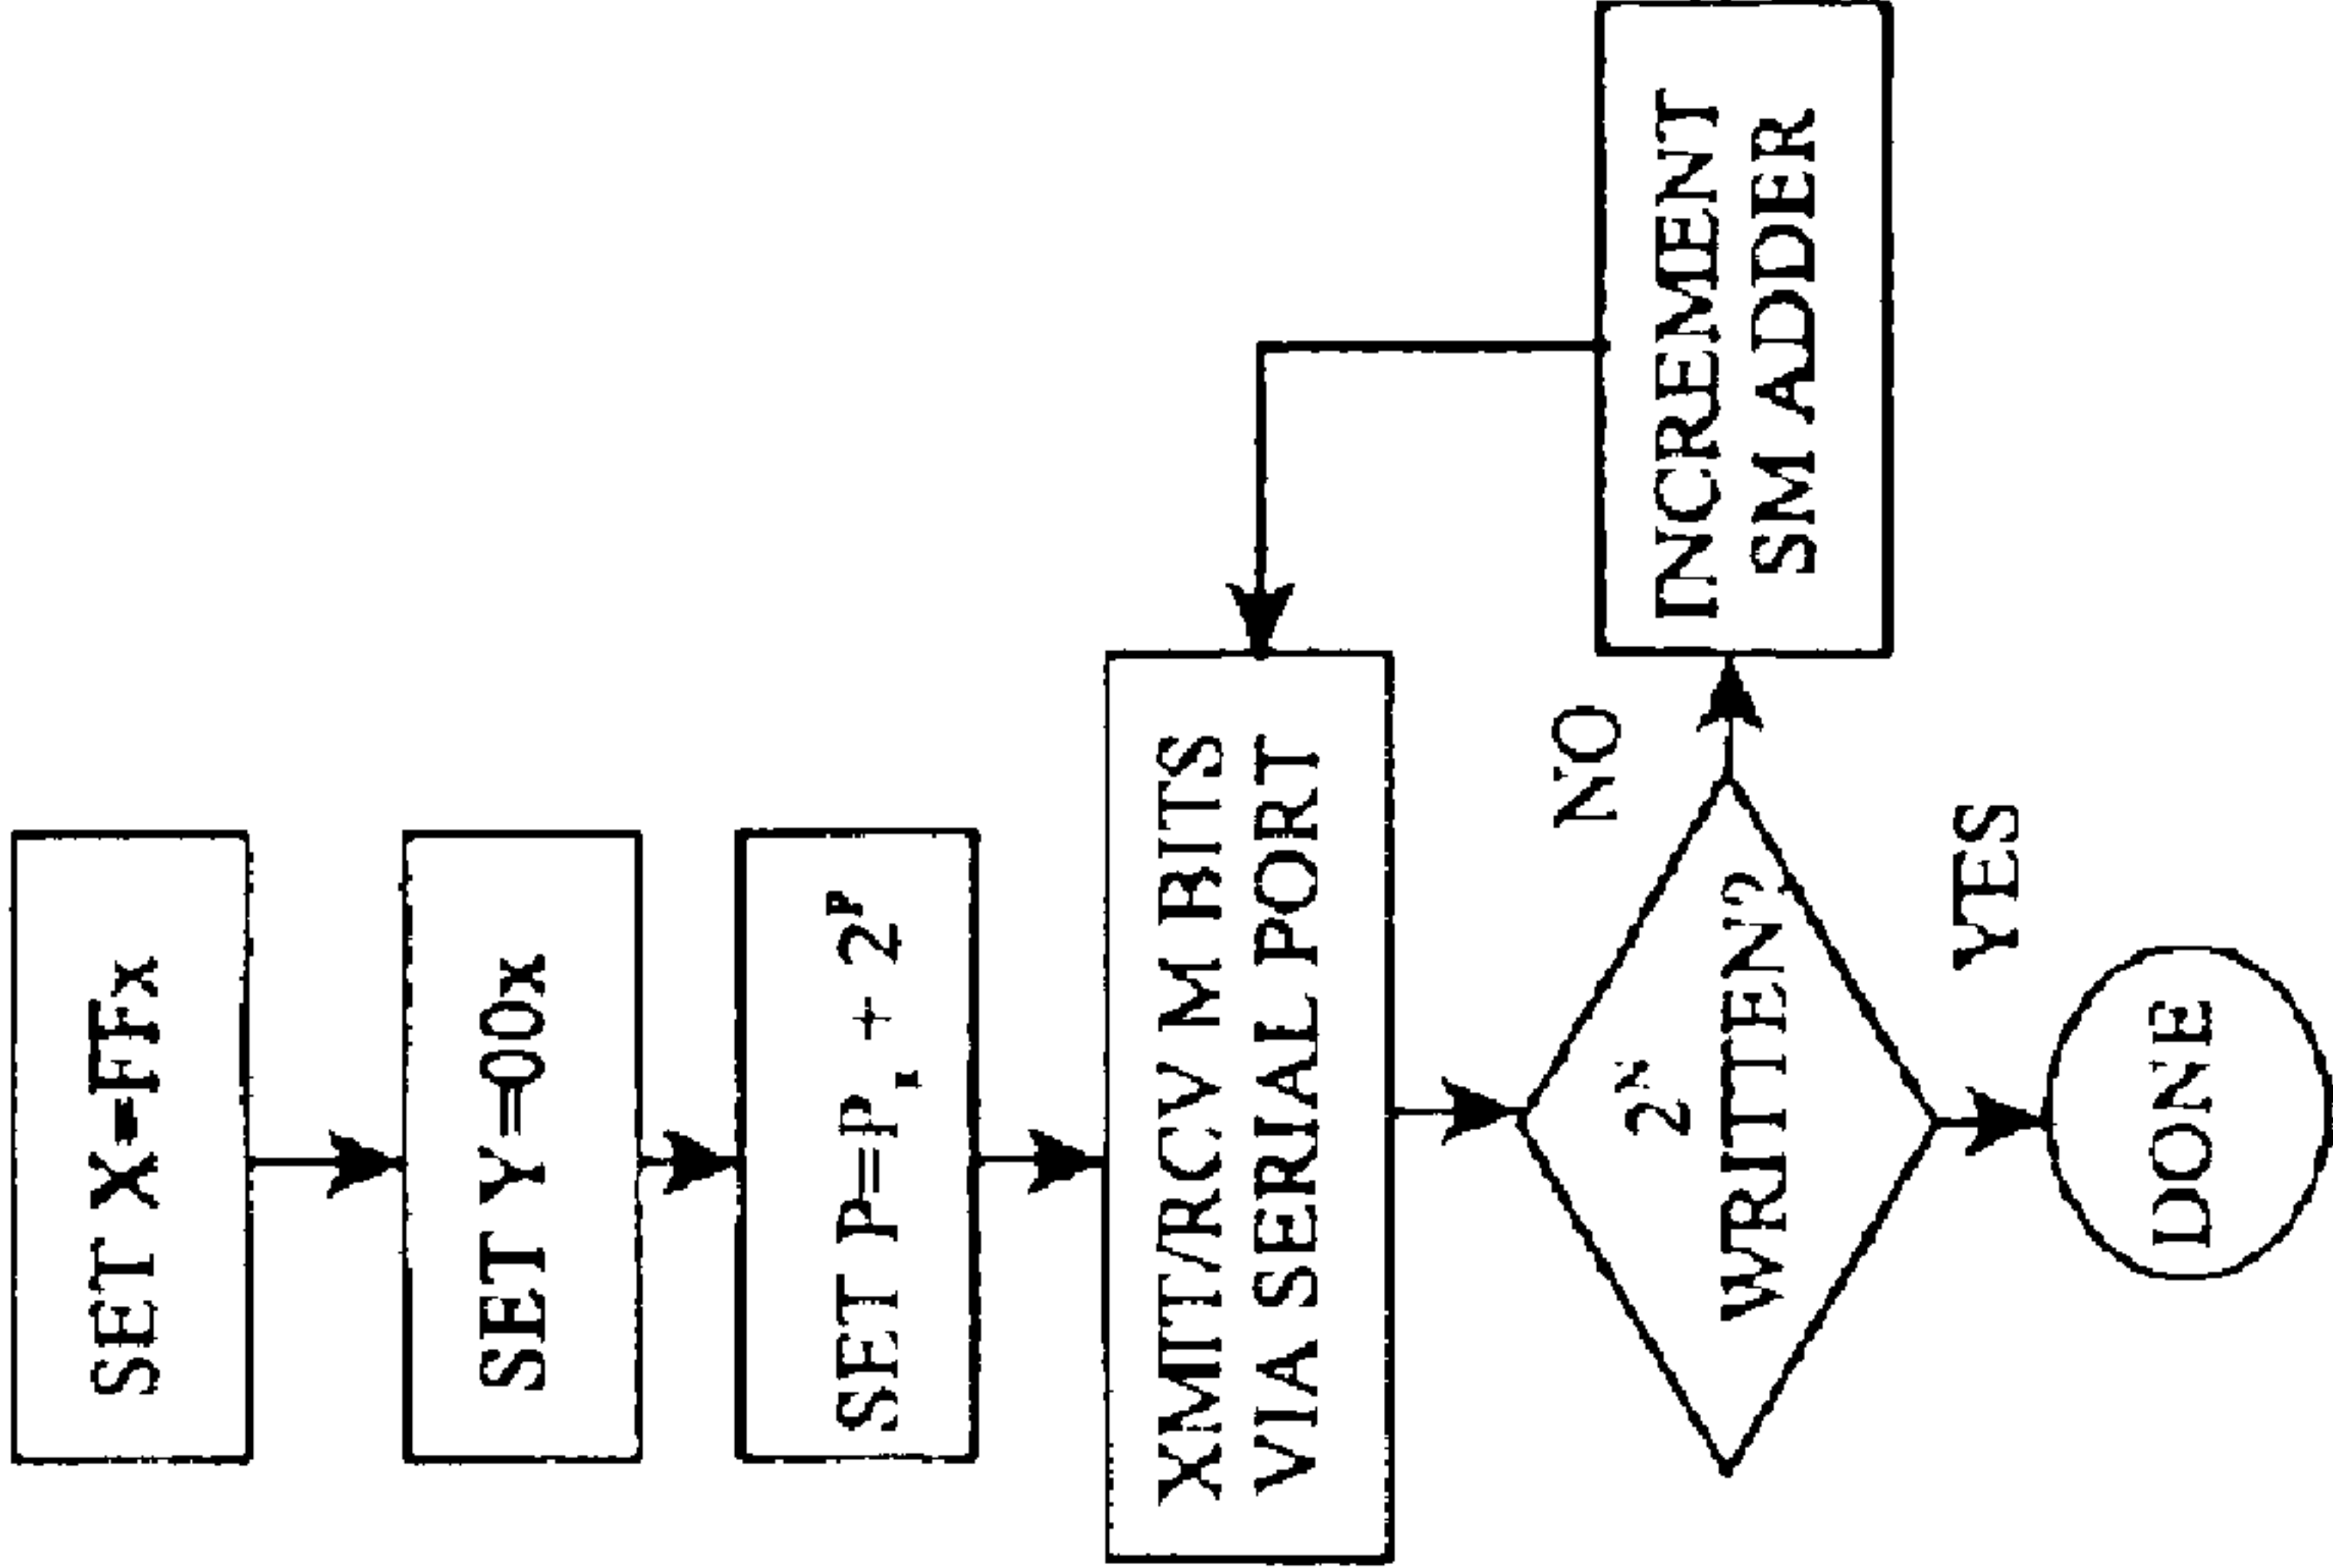 SET X=FFx
SET Y=00x
SET P=P₁ + 2ᴾ
XMIT/RCV M BITS
VIA SERIAL PORT
2ᴺ
WRITTEN?
NO
INCREMENT
SM ADDER
YES
DONE